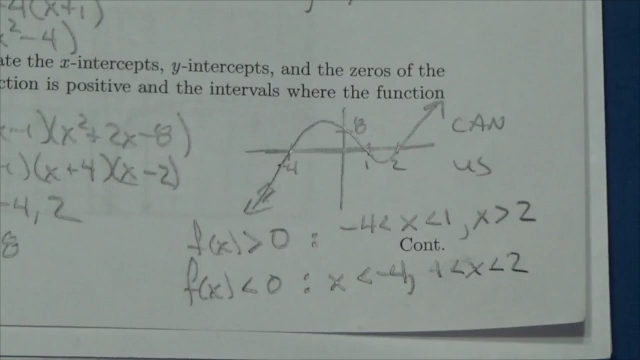 -4(x+1)
x²-4)
ate the x-intercepts, y-intercepts, and the zeros of the
ction is positive and the intervals where the function
x-1)(x²+2x-8)
-1)(x+4)(x-2)
-4, 2
8
8
-4 1 2
CAN
US
f(x)>0 : -4<x<1, x>2
Cont.
f(x)<0 : x<-4, 1<x<2